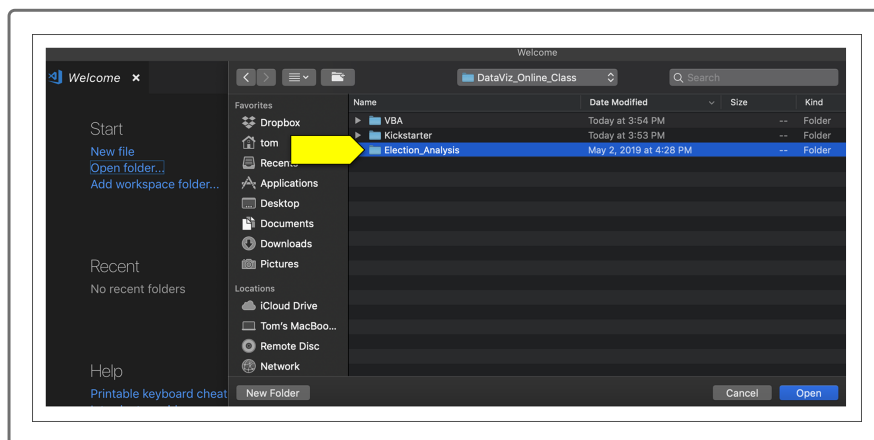 Welcome
Welcome ×
DataViz_Online_Class
Search
Start
New file
Open folder...
Add workspace folder...
Recent
No recent folders
Help
Printable keyboard cheat
Favorites
Dropbox
tom
Recents
Applications
Desktop
Documents
Downloads
Pictures
Locations
iCloud Drive
Tom's MacBoo...
Remote Disc
Network
Name Date Modified Size Kind
VBA Today at 3:54 PM -- Folder
Kickstarter Today at 3:53 PM -- Folder
Election_Analysis May 2, 2019 at 4:28 PM -- Folder
New Folder Cancel Open